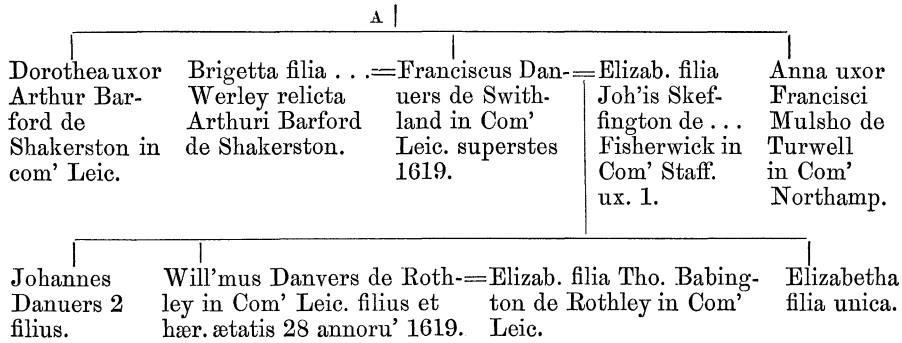 A
Dorothea uxor
Arthur Bar-
ford de
Shakerston in
com' Leic.
Brigetta filia . . .=
Werley relicta
Arthuri Barford
de Shakerston.
Franciscus Dan-=
uers de Swith-
land in Com'
Leic. superstes
1619.
Elizab. filia
Joh'is Skef-
fington de . . .
Fisherwick in
Com' Staff.
ux. 1.
Anna uxor
Francisci
Mulsho de
Turwell
in Com'
Northamp.
Johannes
Danuers 2
filius.
Will'mus Danvers de Roth-=
ley in Com' Leic. filius et
hær. ætatis 28 annoru' 1619.
Elizab. filia Tho. Babing-
ton de Rothley in Com'
Leic.
Elizabetha
filia unica.